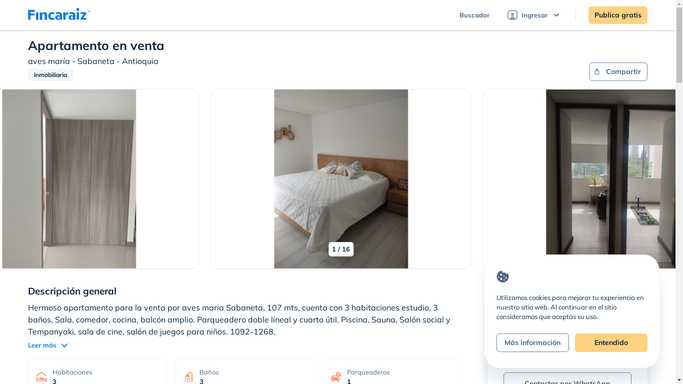 Fincaraíz
Buscador
Ingresar
Publica gratis
Apartamento en venta
aves maría - Sabaneta - Antioquia
Inmobiliaria
Compartir
1 / 16
Descripción general
Hermoso apartamento para la venta por aves maria Sabaneta, 107 mts, cuenta con 3 habitaciones estudio, 3
baños, Sala, comedor, cocina, balcón amplio. Parqueadero doble lineal y cuarto útil. Piscina, Sauna, Salón social y
Tempanyaki, sala de cine, salón de juegos para niños. 1092-1268.
Leer más
Habitaciones
3
Baños
3
Parqueaderos
1
Utilizamos cookies para mejorar tu experiencia en
nuestro sitio web. Al continuar en el sitio
consideramos que aceptas su uso.
Más información
Entendido
Contactar por WhatsApp